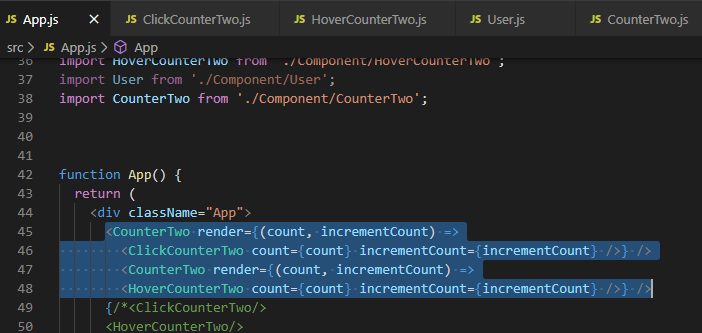 JS App.js × JS ClickCounterTwo.js JS HoverCounterTwo.js JS User.js JS CounterTwo.js
src > JS App.js > App
36 import HoverCounterTwo from './Component/HoverCounterTwo';
37 import User from './Component/User';
38 import CounterTwo from './Component/CounterTwo';
39
40
41
42 function App() {
43   return (
44     <div className="App">
45       <CounterTwo render={(count, incrementCount) =>
46         <ClickCounterTwo count={count} incrementCount={incrementCount} />} />
47         <CounterTwo render={(count, incrementCount) =>
48         <HoverCounterTwo count={count} incrementCount={incrementCount} />} />
49       {/*<ClickCounterTwo/>
50       <HoverCounterTwo/>